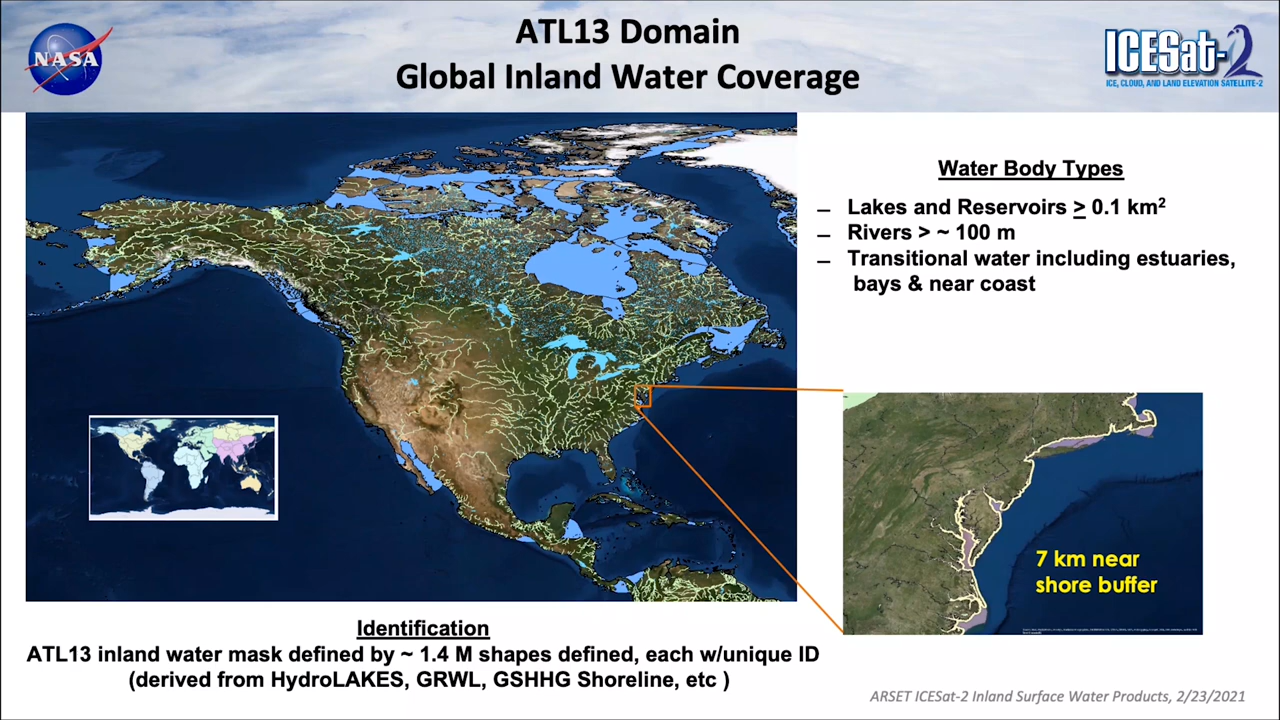 ATL13 Domain
Global Inland Water Coverage
NASA
ICESat-2
ICE, CLOUD, AND LAND ELEVATION SATELLITE-2
Water Body Types
– Lakes and Reservoirs ≥ 0.1 km²
– Rivers > ~ 100 m
– Transitional water including estuaries,
bays & near coast
7 km near
shore buffer
Identification
ATL13 inland water mask defined by ~ 1.4 M shapes defined, each w/unique ID
(derived from HydroLAKES, GRWL, GSHHG Shoreline, etc )
ARSET ICESat-2 Inland Surface Water Products, 2/23/2021